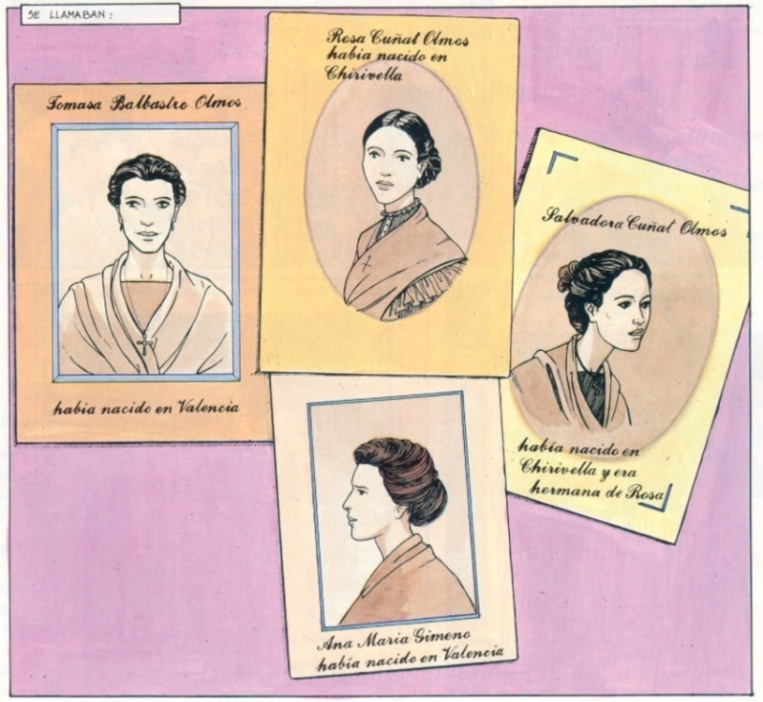 SE LLAMABAN:
Tomasa Balbastre Olmos
había nacido en Valencia
Rosa Cuñat Olmos
había nacido en
Chirivella
Salvadora Cuñat Olmos
había nacido en
Chirivella y era
hermana de Rosa
Ana Maria Gimeno
había nacido en Valencia